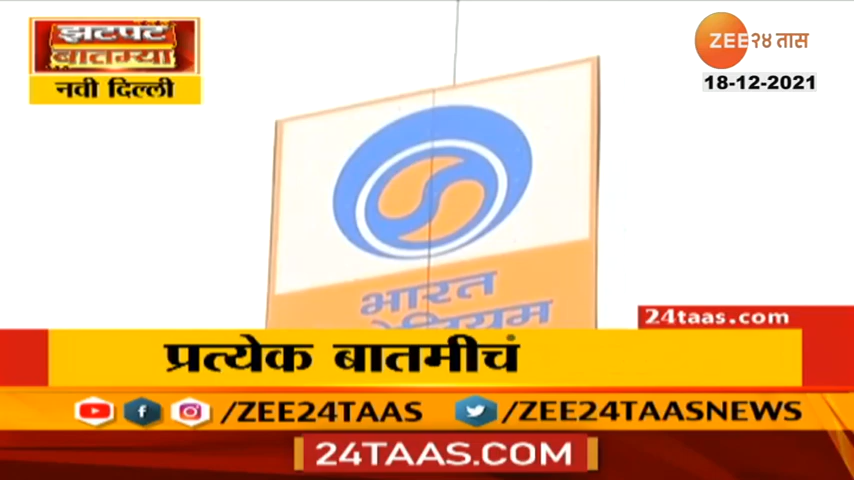 झटपट
बातम्या
नवी दिल्ली
ZEE २४ तास
18-12-2021
भारत
24taas.com
प्रत्येक बातमीचं
/ZEE24TAAS
/ZEE24TAASNEWS
24TAAS.COM